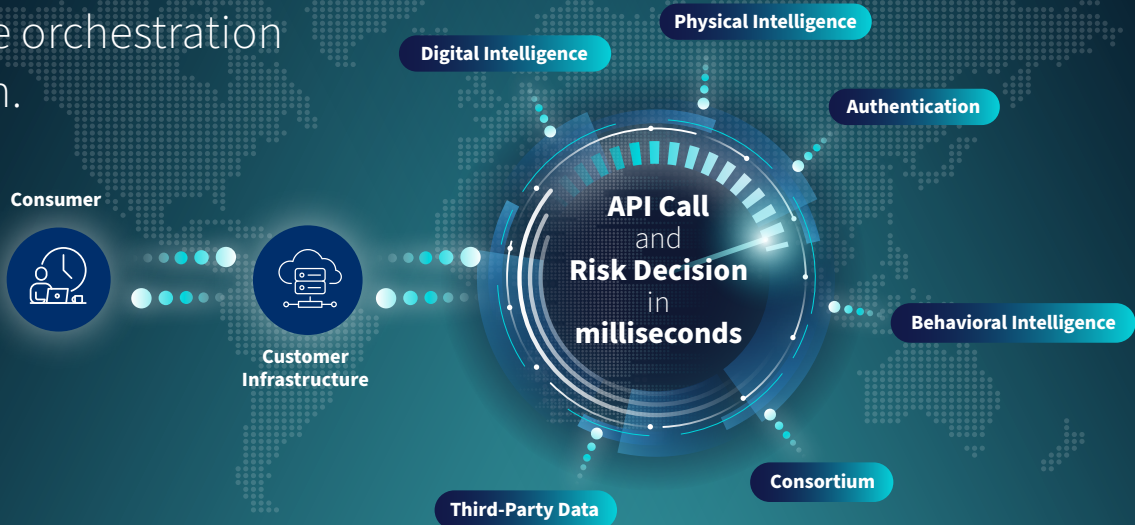 orchestration
Physical Intelligence
Digital Intelligence
Authentication
Consumer
API Call
and
Risk Decision
in
milliseconds
Behavioral Intelligence
Customer
Infrastructure
Consortium
Third-Party Data